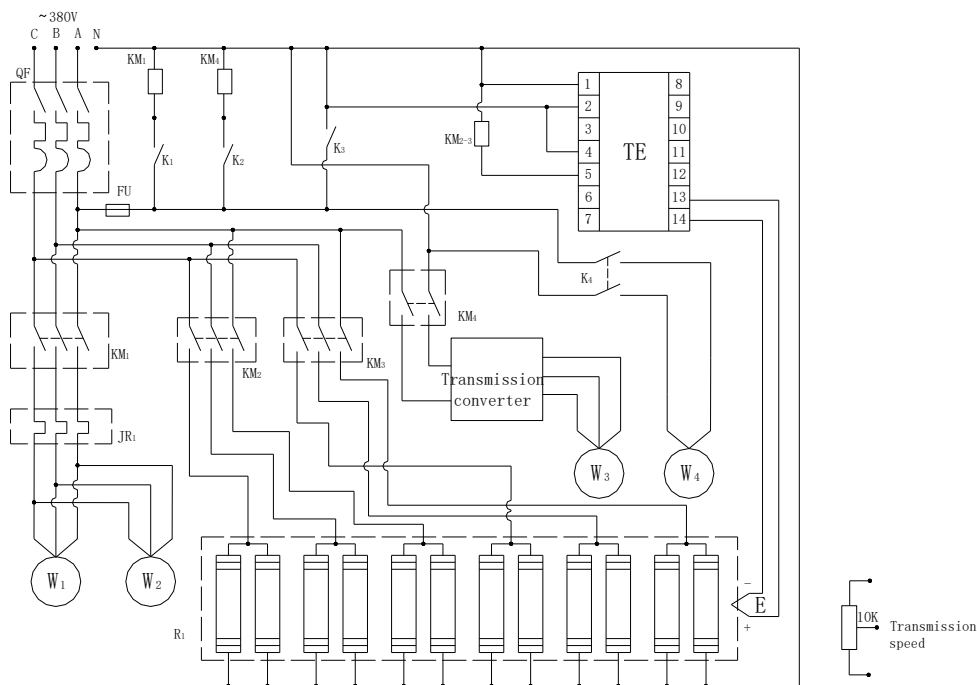 ~380V
C B A N
QF
KM₁
KM₄
K₁
K₂
K₃
FU
KM₂₋₃
TE
1
2
3
4
5
6
7
8
9
10
11
12
13
14
K₄
KM₁
KM₂
KM₃
KM₄
Transmission
converter
JR₁
W₁
W₂
W₃
W₄
R₁
-
E
+
10K
Transmission
speed